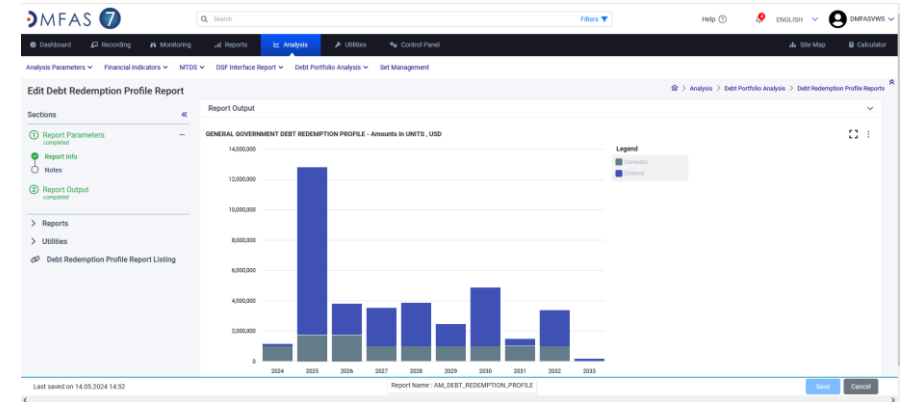 DMFAS 7
Search
Filters
Help
ENGLISH
DMFASVWS
Dashboard Recording Monitoring Reports Analysis Utilities Control Panel Site Map Calculator
Analysis Parameters Financial Indicators MTDS DSF Interface Report Debt Portfolio Analysis Set Management
Edit Debt Redemption Profile Report
> Analysis > Debt Portfolio Analysis > Debt Redemption Profile Reports
Sections
1 Report Parameters
completed
Report Info
Notes
2 Report Output
completed
> Reports
> Utilities
Debt Redemption Profile Report Listing
Report Output
GENERAL GOVERNMENT DEBT REDEMPTION PROFILE - Amounts in UNITS , USD
14,000,000
12,000,000
10,000,000
8,000,000
6,000,000
4,000,000
2,000,000
0
2024 2025 2026 2027 2028 2029 2030 2031 2032 2033
Legend
Domestic
External
Last saved on 14.05.2024 14:52
Report Name : AM_DEBT_REDEMPTION_PROFILE
Save
Cancel